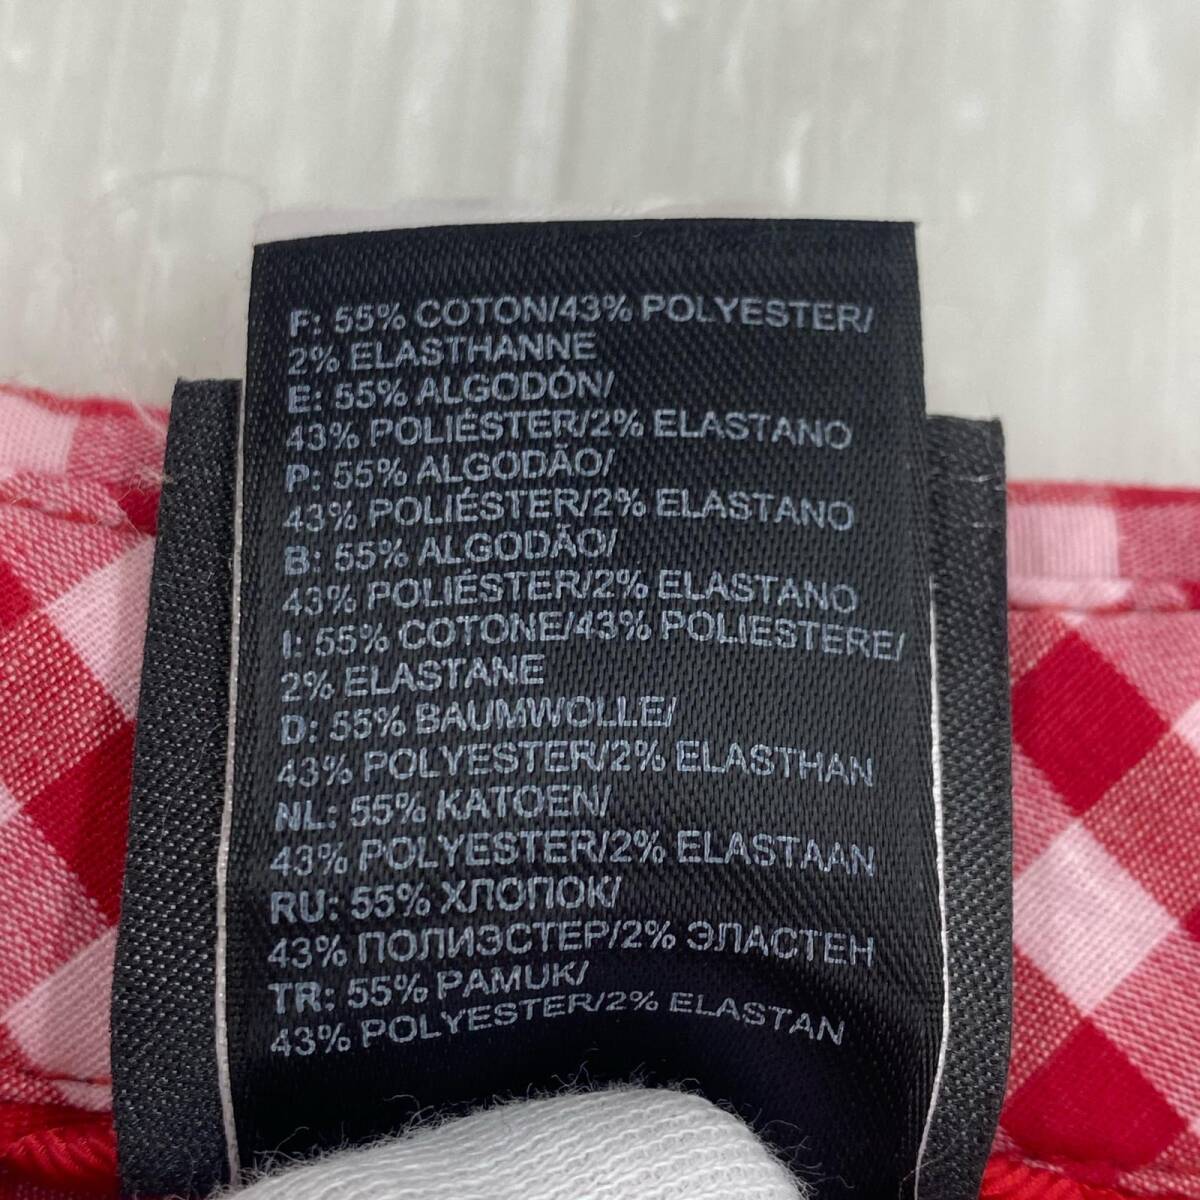 F: 55% COTON/43% POLYESTER/
2% ELASTHANNE
E: 55% ALGODÓN/
43% POLIÉSTER/2% ELASTANO
P: 55% ALGODÃO/
43% POLIÉSTER/2% ELASTANO
B: 55% ALGODÃO/
43% POLIÉSTER/2% ELASTANO
I: 55% COTONE/43% POLIESTERE/
2% ELASTANE
D: 55% BAUMWOLLE/
43% POLYESTER/2% ELASTHAN
NL: 55% KATOEN/
43% POLYESTER/2% ELASTAAN
RU: 55% ХЛОПОК/
43% ПОЛИЭСТЕР/2% ЭЛАСТЕН
TR: 55% PAMUK/
43% POLYESTER/2% ELASTAN